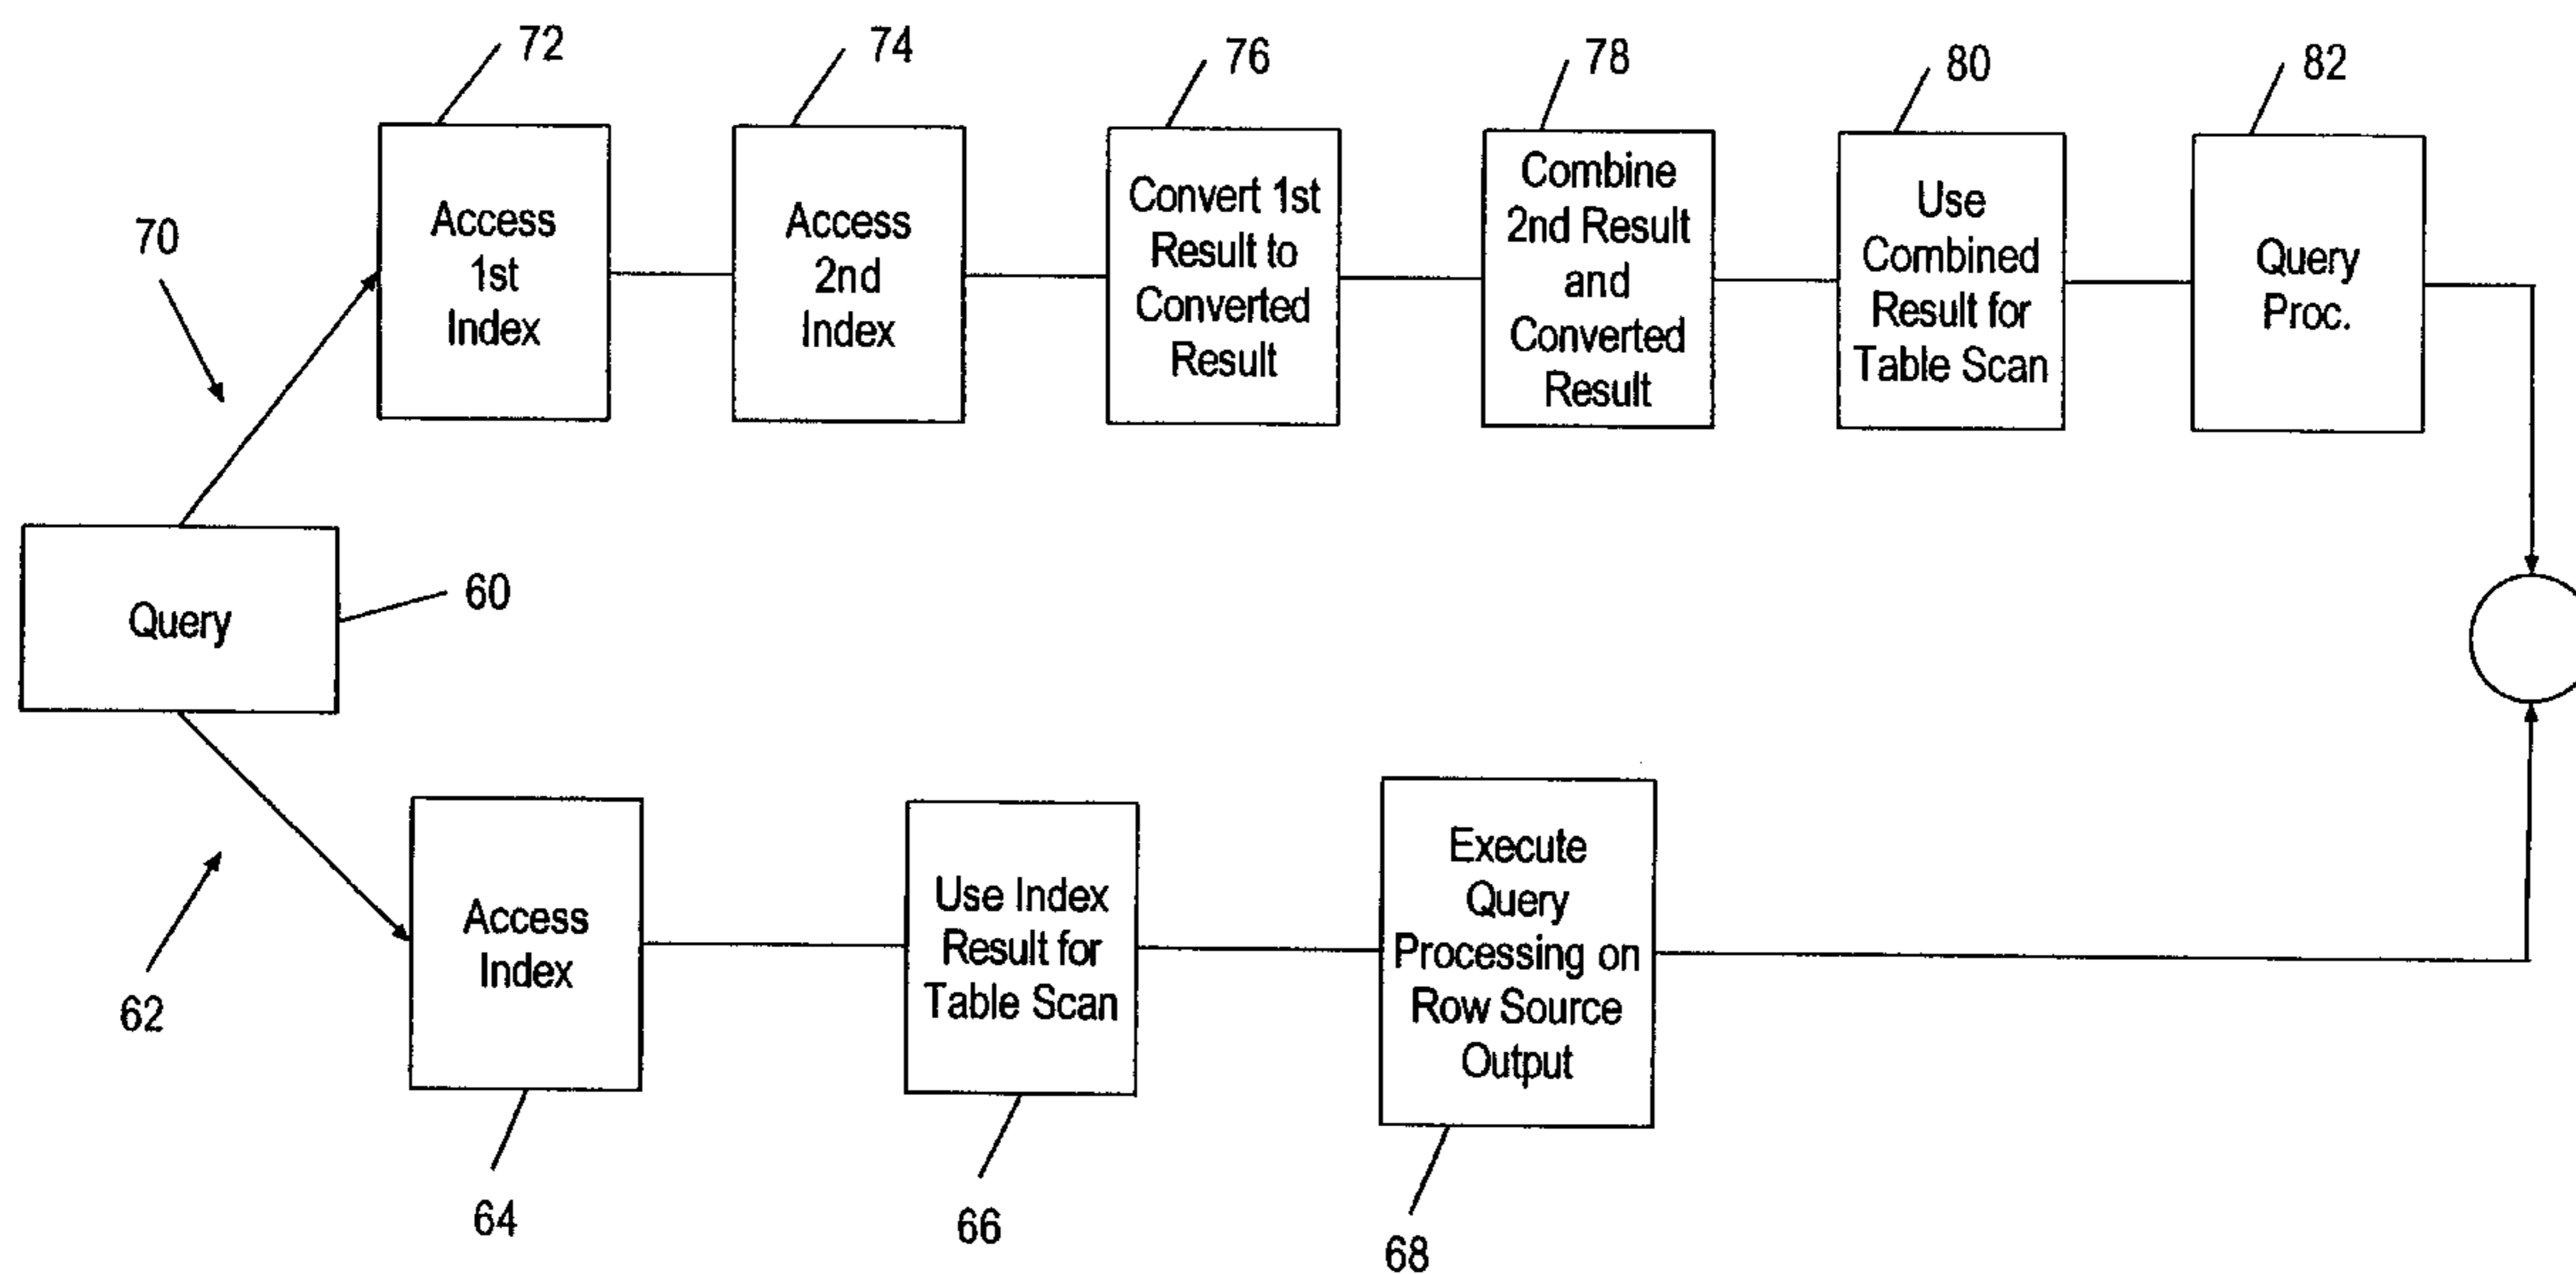 72
74
76
78
80
82
70
Access
1st
Index
Access
2nd
Index
Convert 1st
Result to
Converted
Result
Combine
2nd Result
and
Converted
Result
Use
Combined
Result for
Table Scan
Query
Proc.
Query
60
62
Access
Index
Use Index
Result for
Table Scan
Execute
Query
Processing on
Row Source
Output
64
66
68